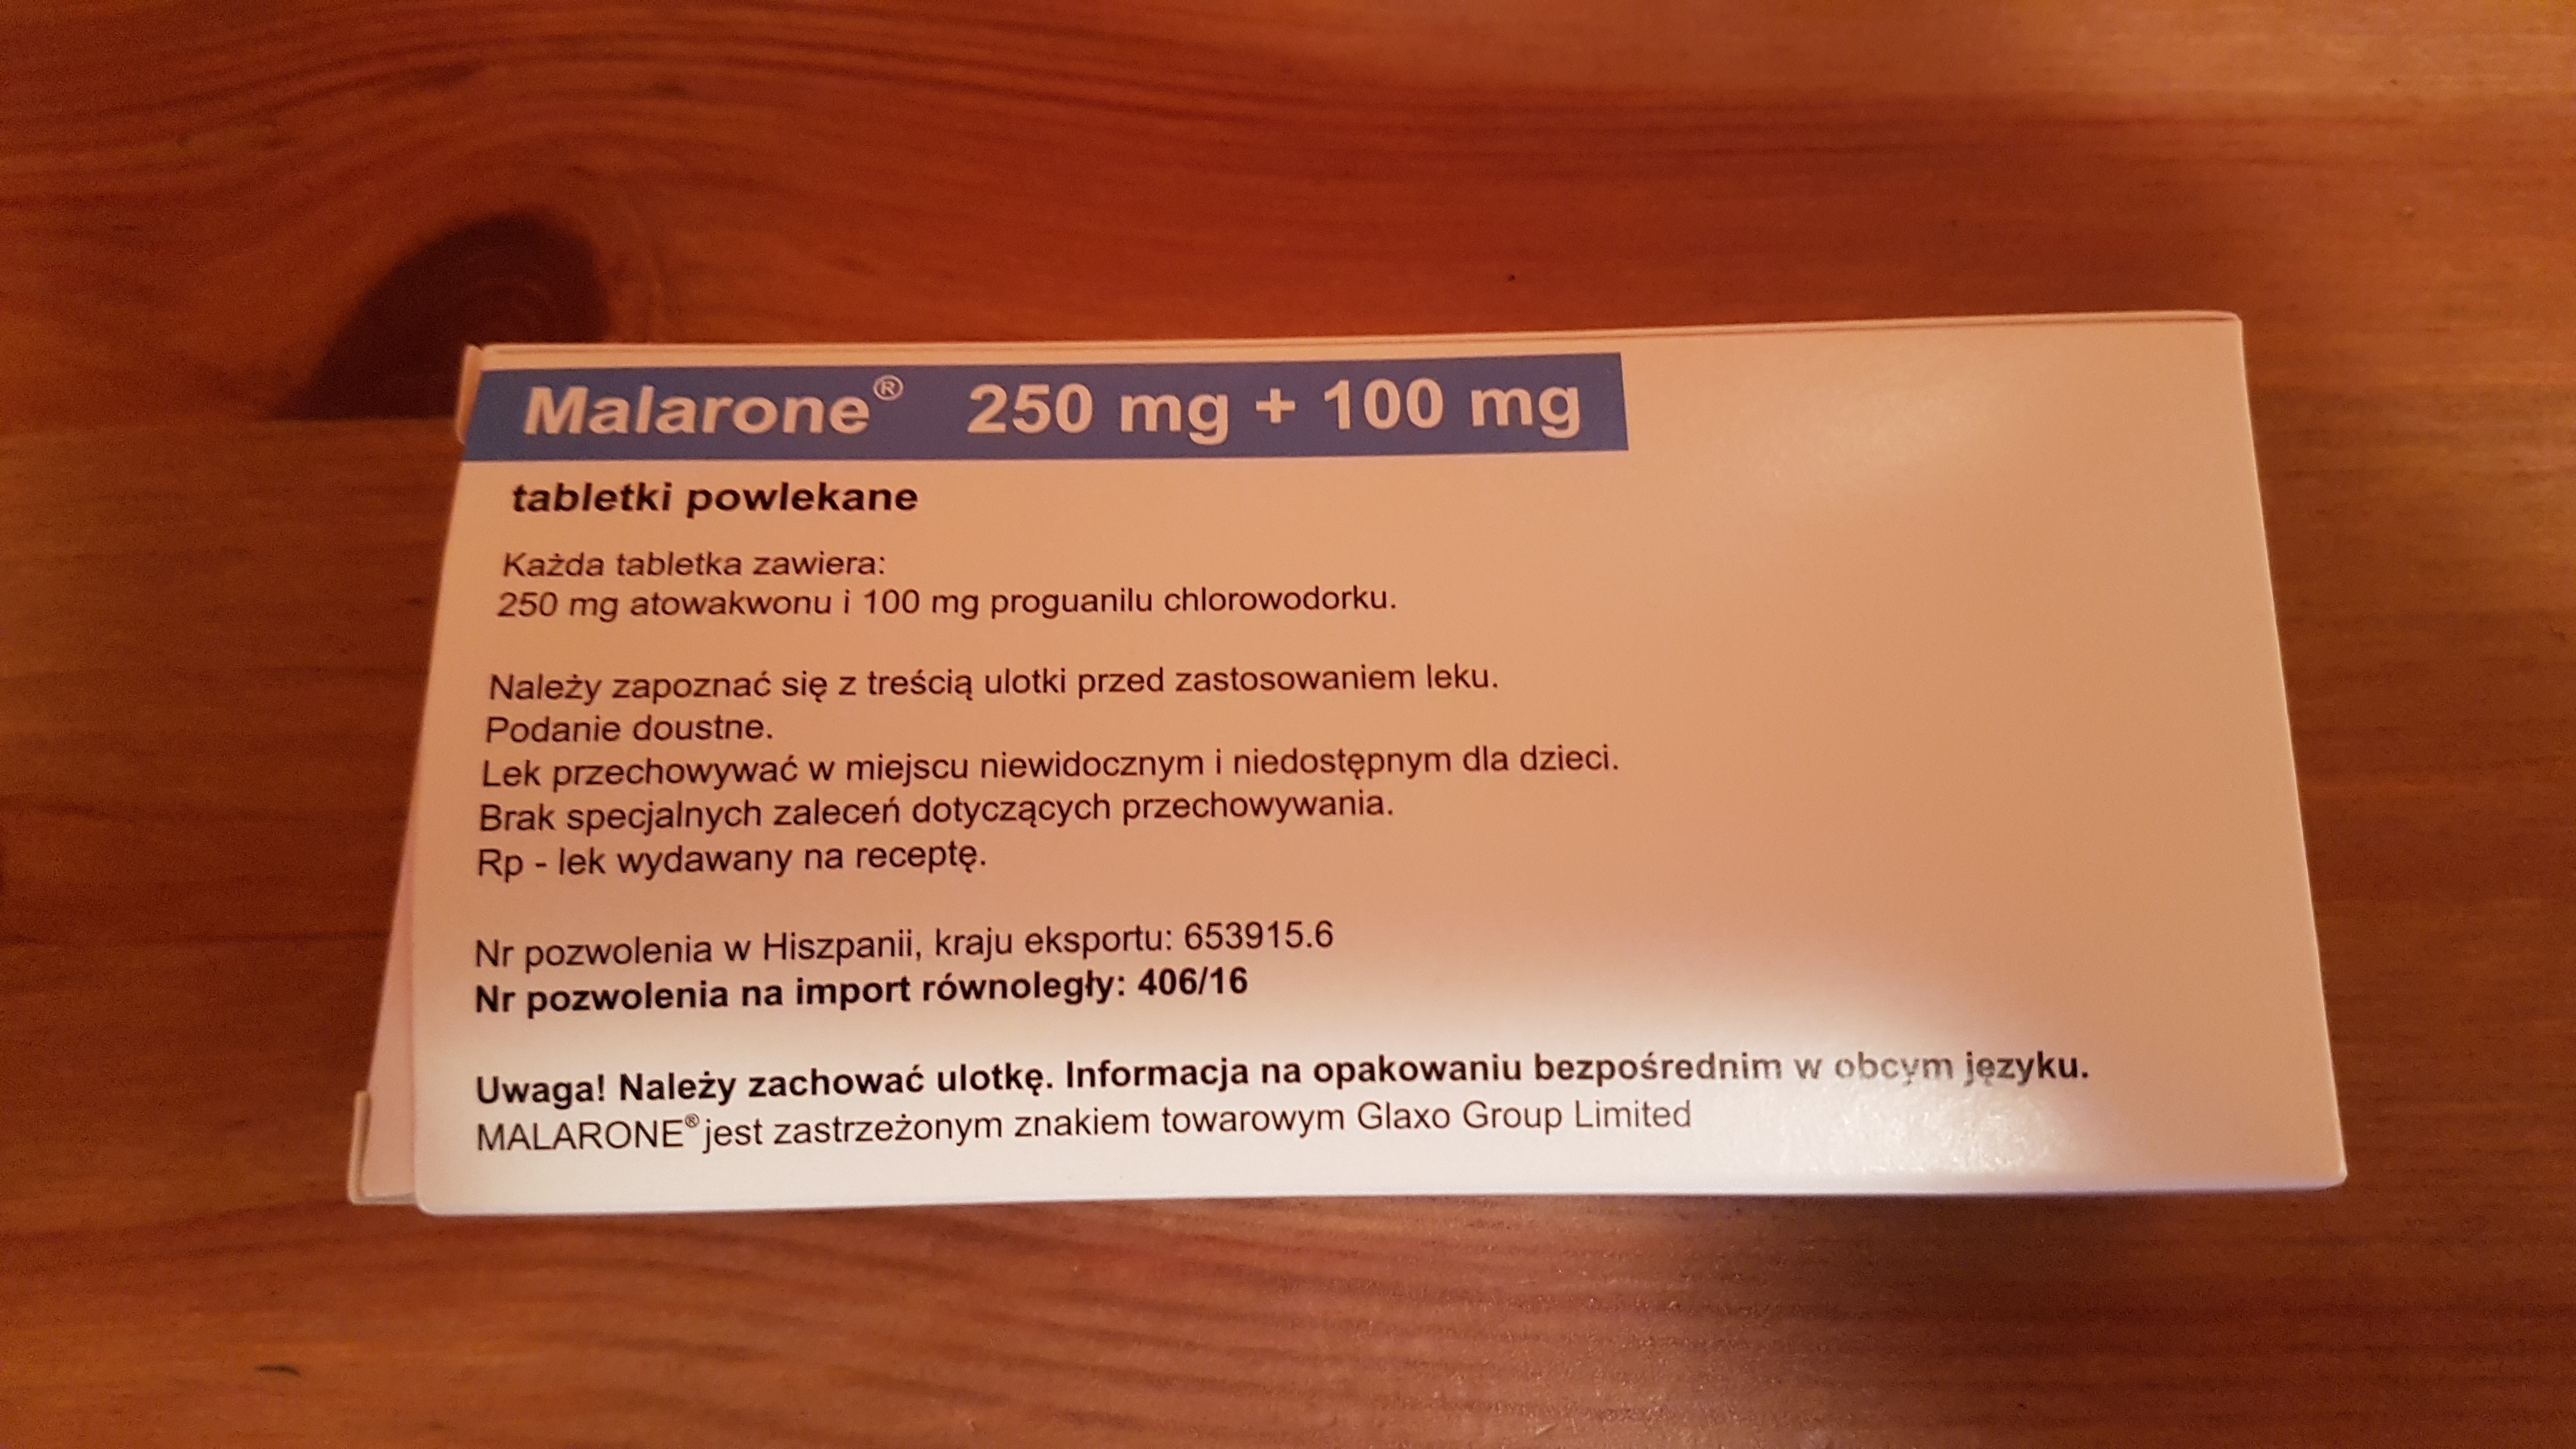 Malarone® 250 mg + 100 mg
tabletki powlekane
Każda tabletka zawiera:
250 mg atowakwonu i 100 mg proguanilu chlorowodorku.
Należy zapoznać się z treścią ulotki przed zastosowaniem leku.
Podanie doustne.
Lek przechowywać w miejscu niewidocznym i niedostępnym dla dzieci.
Brak specjalnych zaleceń dotyczących przechowywania.
Rp - lek wydawany na receptę.
Nr pozwolenia w Hiszpanii, kraju eksportu: 653915.6
Nr pozwolenia na import równoległy: 406/16
Uwaga! Należy zachować ulotkę. Informacja na opakowaniu bezpośrednim w obcym języku.
MALARONE® jest zastrzeżonym znakiem towarowym Glaxo Group Limited